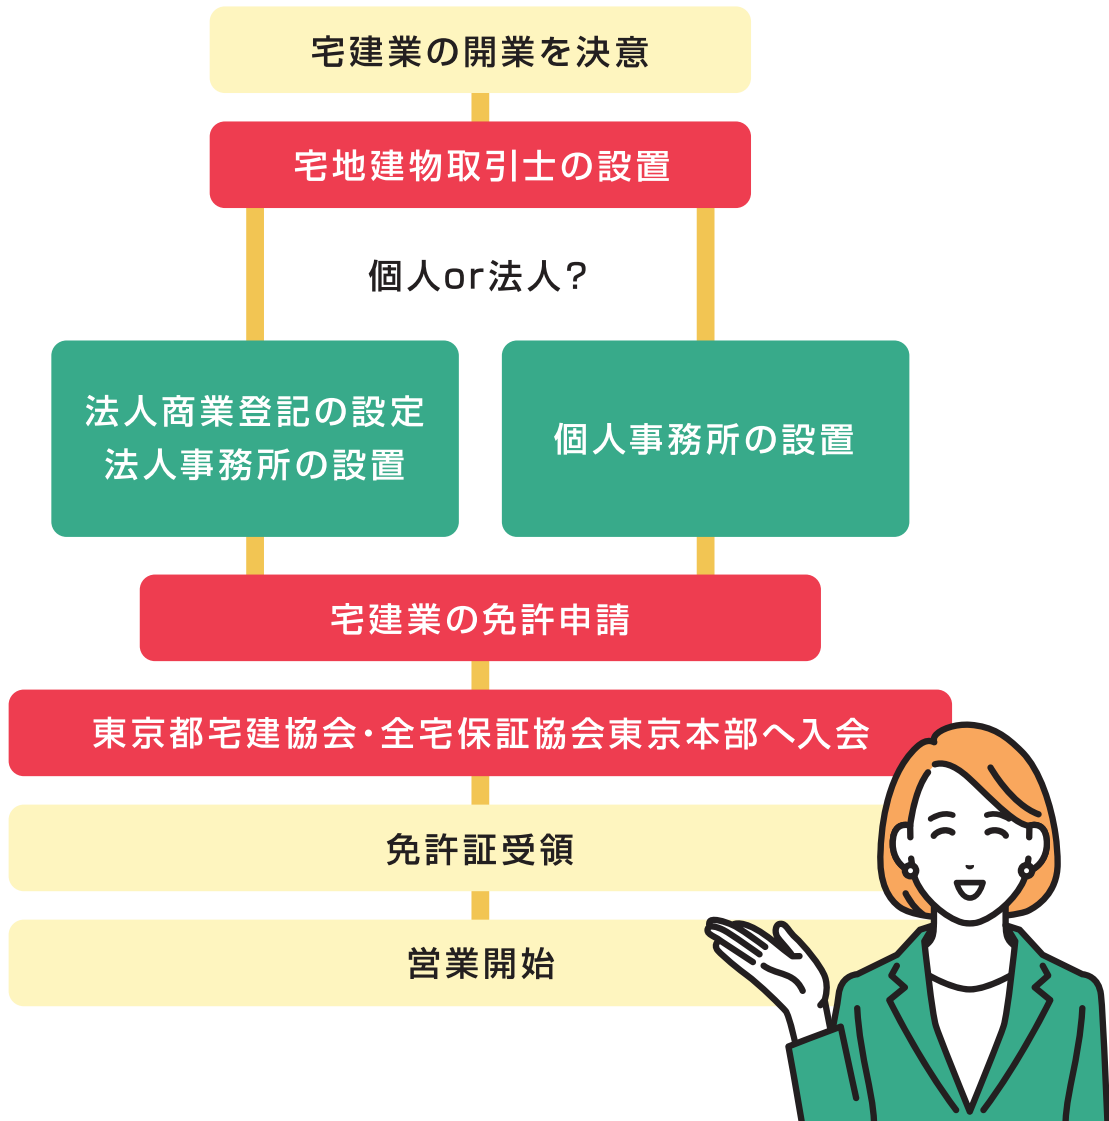 宅建業の開業を決意
宅地建物取引士の設置
個人or法人?
法人商業登記の設定
法人事務所の設置
個人事務所の設置
宅建業の免許申請
東京都宅建協会・全宅保証協会東京本部へ入会
免許証受領
営業開始